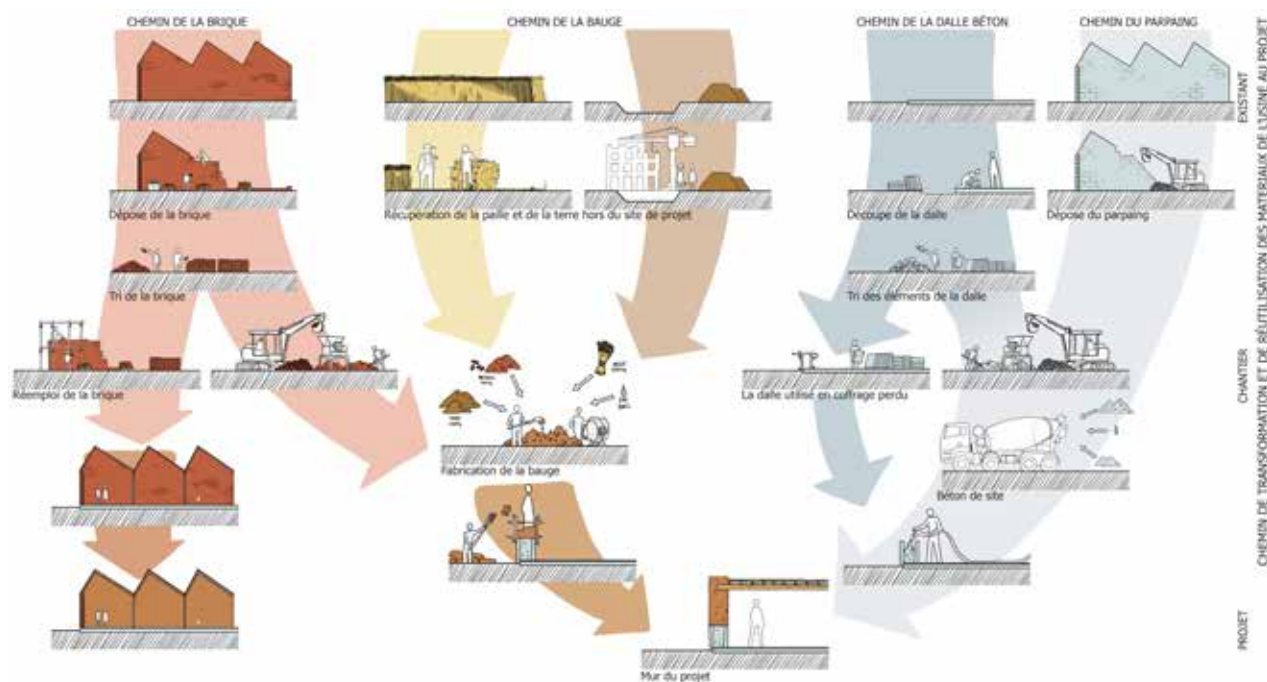 CHEMIN DE LA BRIQUE
CHEMIN DE LA BAUGE
CHEMIN DE LA DALLE BÉTON
CHEMIN DU PARPAING
EXISTANT
Dépose de la brique
Récupération de la paille et de la terre hors du site de projet
Découpe de la dalle
Dépose du parpaing
Tri de la brique
Tri des éléments de la dalle
CHANTIER
Réemploi de la brique
La dalle utilisé en coffrage perdu
Fabrication de la bauge
Béton de site
PROJET
Mur du projet
CHEMIN DE TRANSFORMATION ET DE RÉUTILISATION DES MATERIAUX DE L'USINE AU PROJET